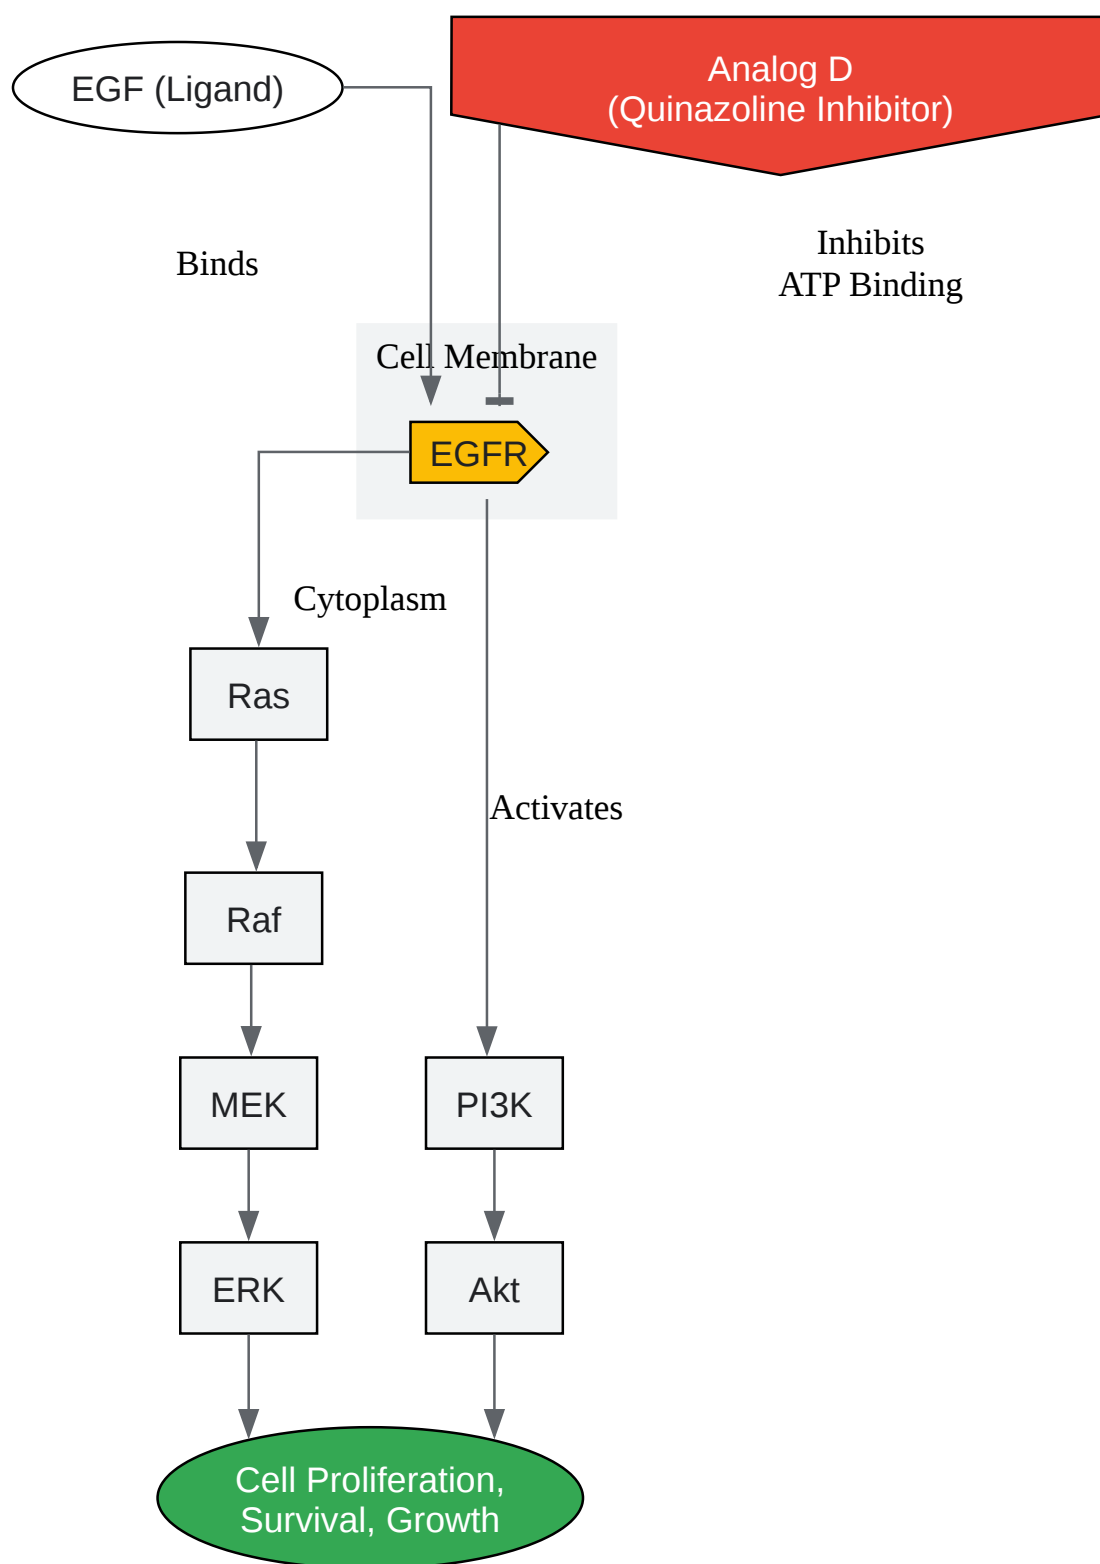 EGF (Ligand)
Analog D
(Quinazoline Inhibitor)
Binds
Inhibits
ATP Binding
Cell Membrane
EGFR
Cytoplasm
Ras
Activates
Raf
MEK
PI3K
ERK
Akt
Cell Proliferation,
Survival, Growth